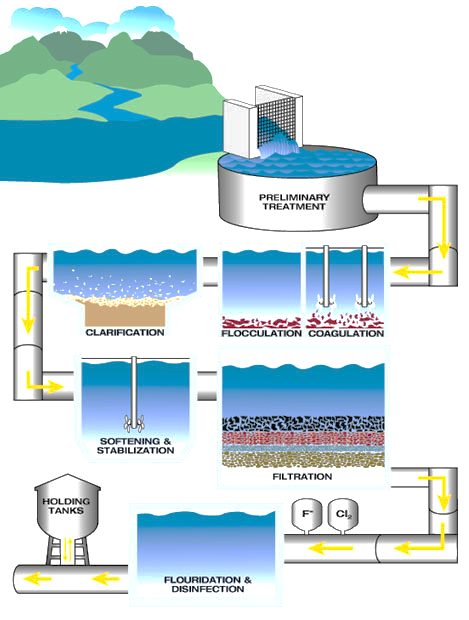 PRELIMINARY
TREATMENT
CLARIFICATION
FLOCCULATION
COAGULATION
SOFTENING &
STABILIZATION
FILTRATION
HOLDING
TANKS
F⁻
Cl₂
FLOURIDATION &
DISINFECTION